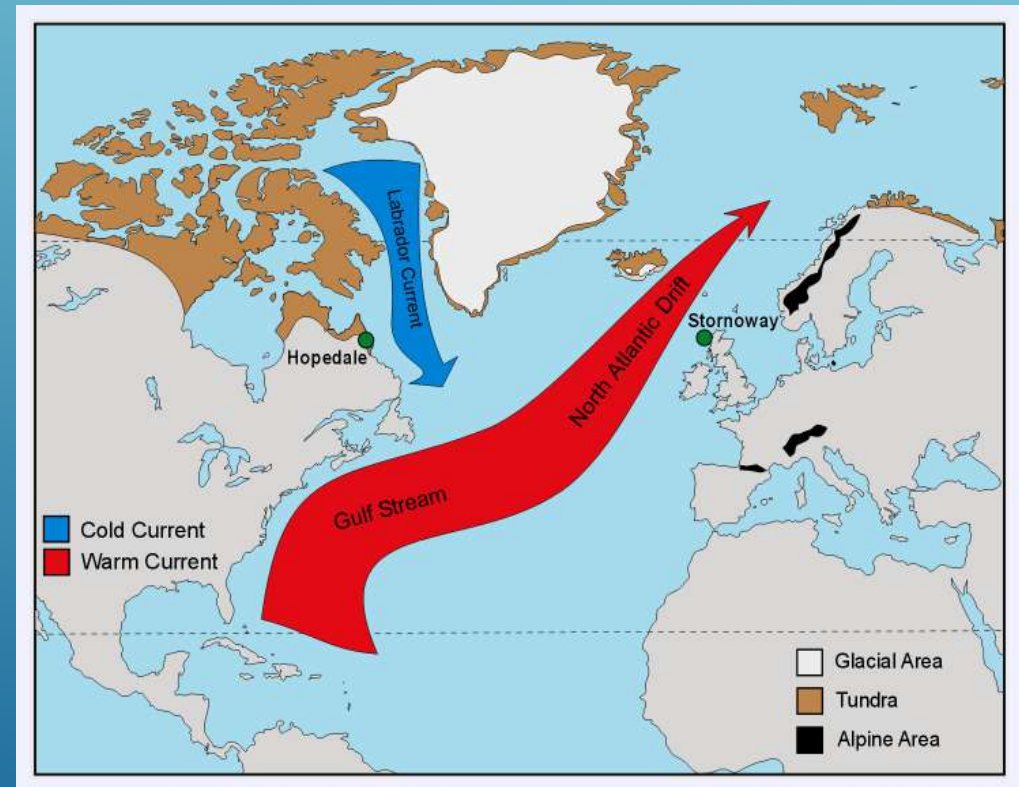 Labrador Current
Hopedale
Stornoway
North Atlantic Drift
Gulf Stream
Cold Current
Warm Current
Glacial Area
Tundra
Alpine Area